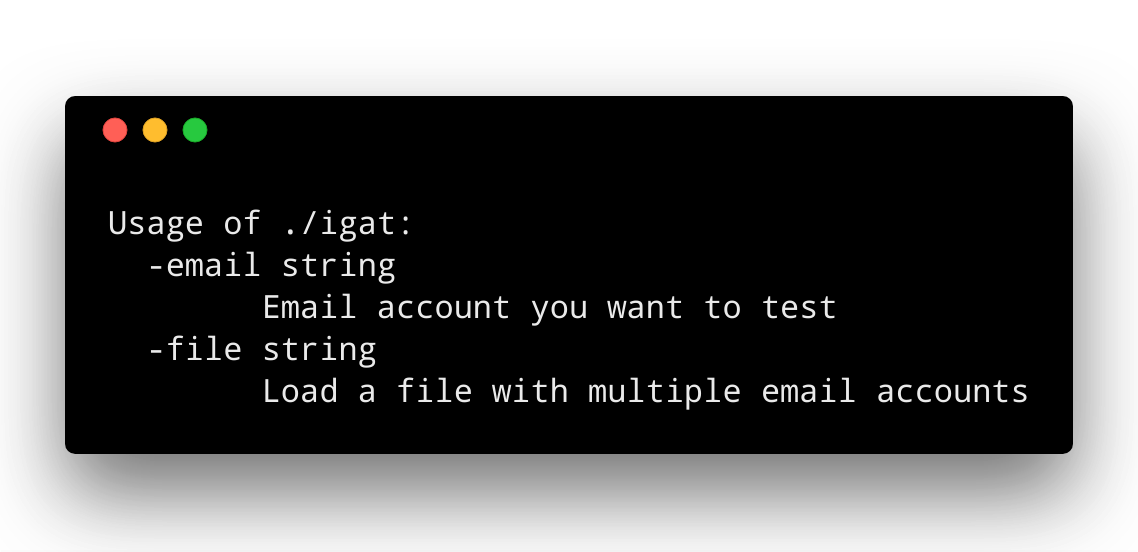 Usage of ./igat:
-email string
Email account you want to test
-file string
Load a file with multiple email accounts